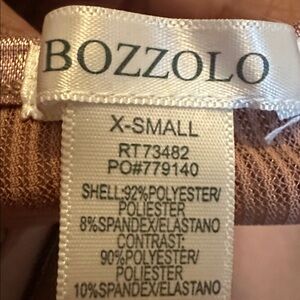 BOZZOLO
X-SMALL
RT73482
PO#779140
SHELL:92%POLYESTER/
POLIESTER
8%SPANDEX/ELASTANO
CONTRAST:
90%POLYESTER/
POLIESTER
10%SPANDEX/ELASTANO